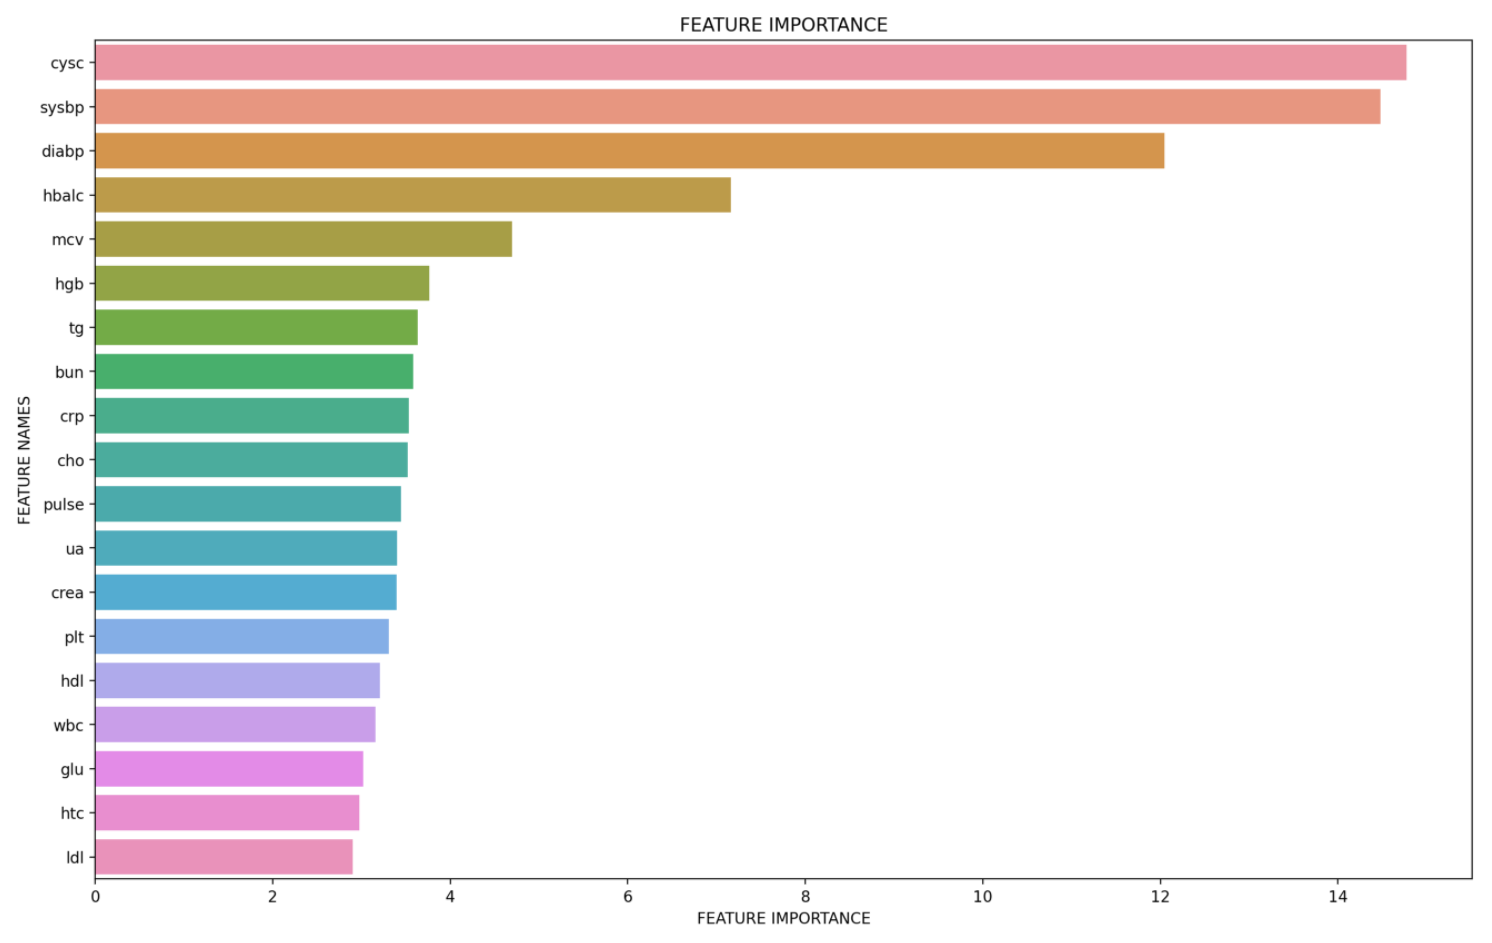 FEATURE IMPORTANCE
cysc
sysbp
diabp
hbalc
mcv
hgb
tg
bun
crp
cho
pulse
ua
crea
plt
hdl
wbc
glu
htc
ldl
FEATURE NAMES
0 2 4 6 8 10 12 14
FEATURE IMPORTANCE